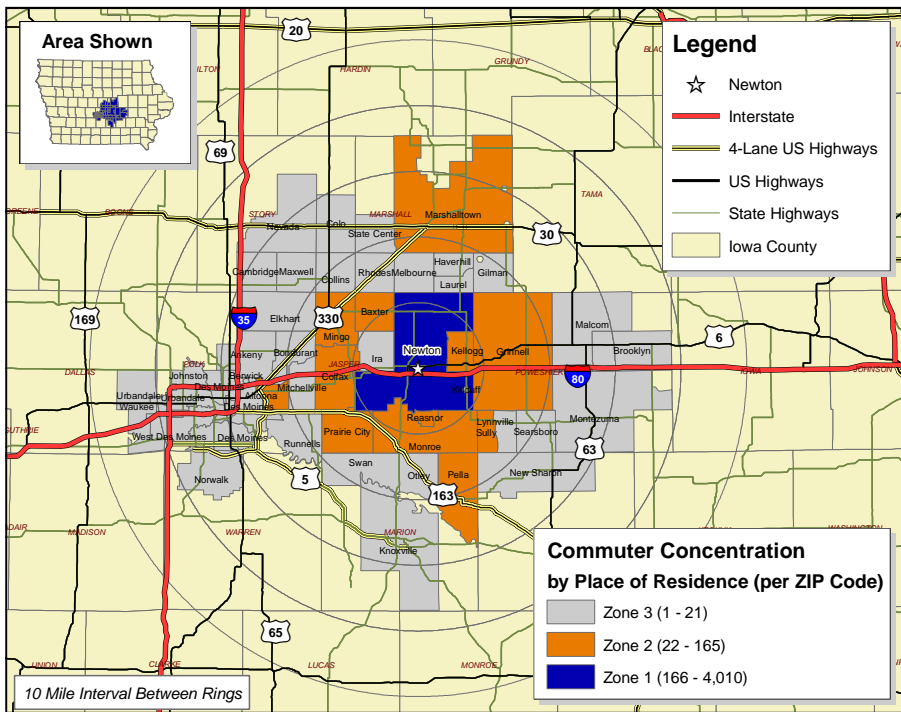 Area Shown
Legend
Newton
Interstate
4-Lane US Highways
US Highways
State Highways
Iowa County
20
HARDIN
GRUNDY
69
TAMA
BOONE
STORY
MARSHALL
Marshalltown
Nevada
Colo
State Center
30
Cambridge
Maxwell
Collins
Rhodes
Melbourne
Haverhill
Laurel
Gilman
169
35
Elkhart
330
Baxter
Mingo
Malcom
6
DALLAS
POLK
Ankeny
Bondurant
JASPER
Ira
Newton
Kellogg
Grinnell
Brooklyn
Johnston
Berwick
Des Moines
Mitchellville
Colfax
Killduff
POWESHIEK
80
IOWA
JOHNSON
Urbandale
Urbandale
Altoona
Waukee
Des Moines
Reasnor
Lynnville
Sully
Searsboro
Montezuma
GUTHRIE
West Des Moines
Des Moines
Runnells
Prairie City
Monroe
63
Norwalk
5
Swan
Otley
Pella
163
New Sharon
MADISON
WARREN
MARION
WASHINGTON
Knoxville
Commuter Concentration
by Place of Residence (per ZIP Code)
Zone 3 (1 - 21)
Zone 2 (22 - 165)
Zone 1 (166 - 4,010)
65
UNION
CLARKE
LUCAS
MONROE
10 Mile Interval Between Rings